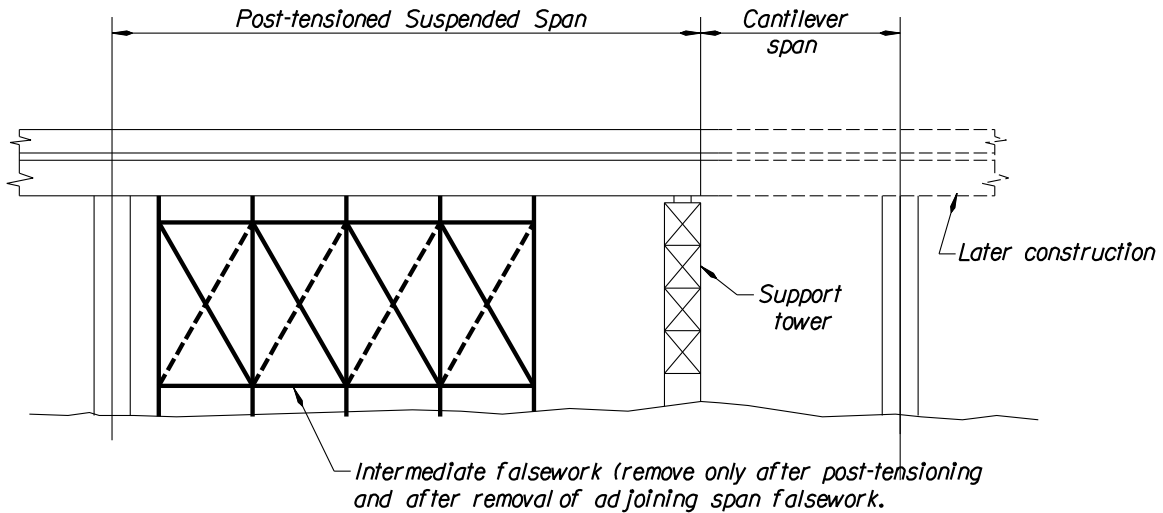 Post-tensioned Suspended Span
Cantilever
span
Later construction
Support
tower
Intermediate falsework (remove only after post-tensioning
and after removal of adjoining span falsework.